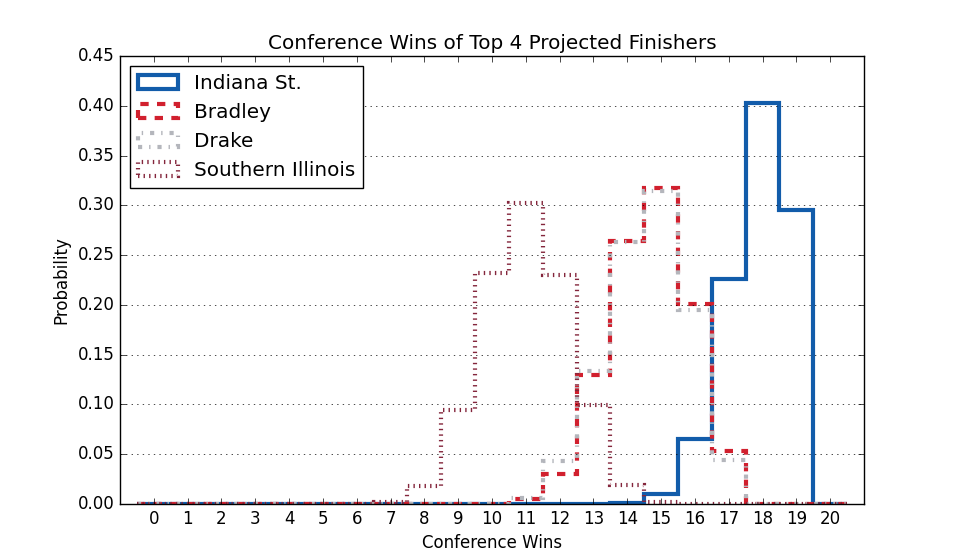 Conference Wins of Top 4 Projected Finishers
0.45
0.40
0.35
0.30
0.25
0.20
0.15
0.10
0.05
0.00
Probability
Indiana St.
Bradley
Drake
Southern Illinois
0 1 2 3 4 5 6 7 8 9 10 11 12 13 14 15 16 17 18 19 20
Conference Wins